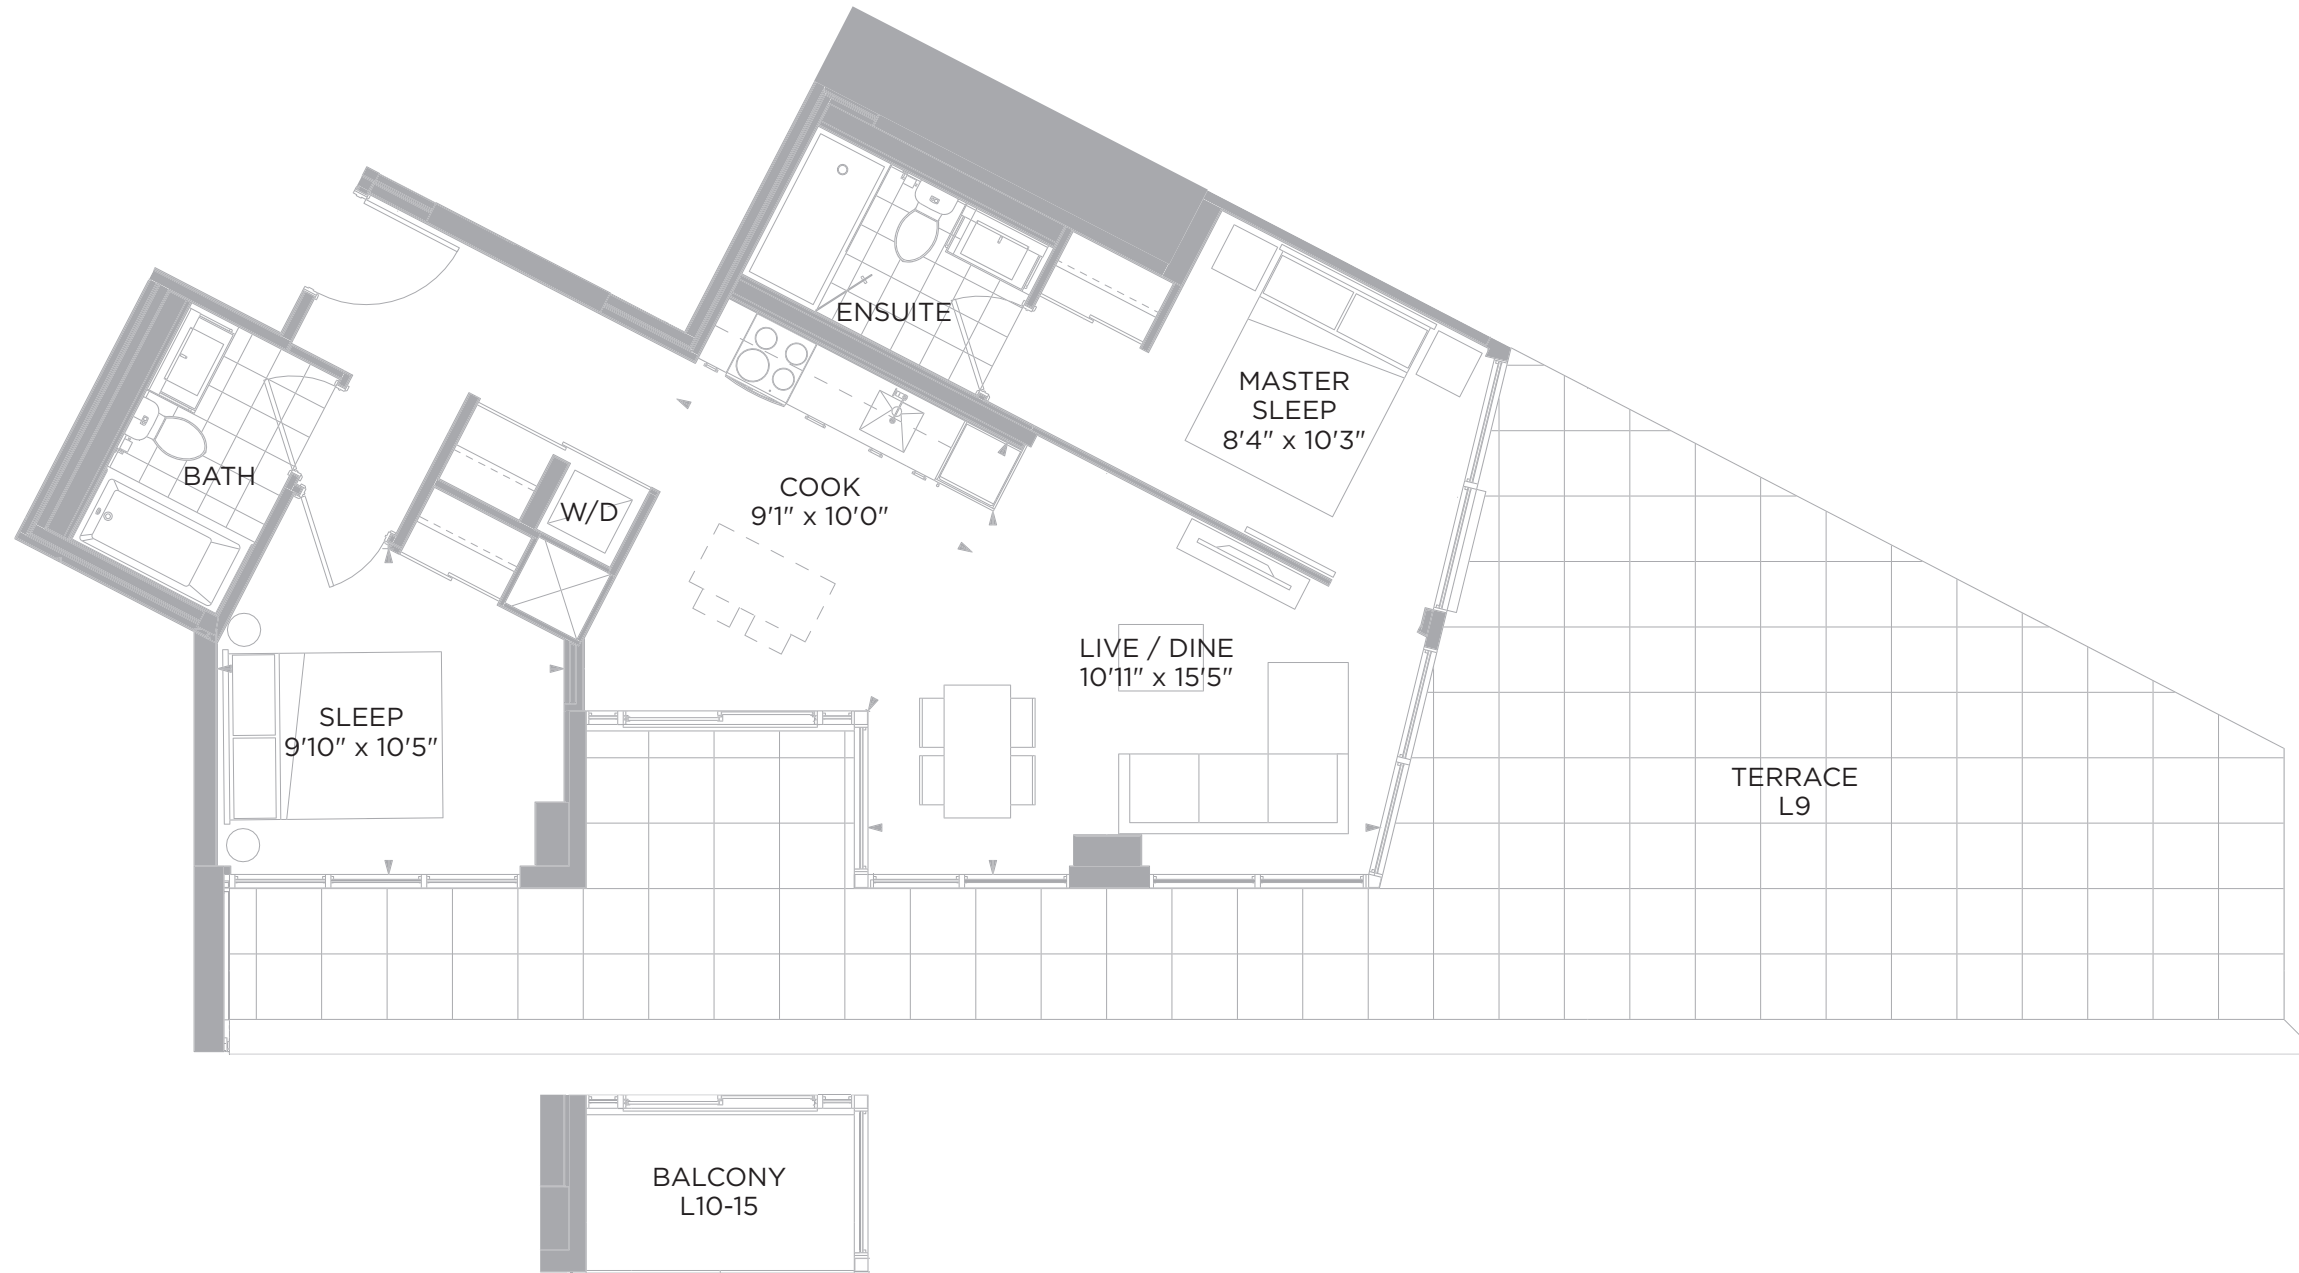 ENSUITE
MASTER
SLEEP
8'4" x 10'3"
BATH
W/D
COOK
9'1" x 10'0"
LIVE / DINE
10'11" x 15'5"
SLEEP
9'10" x 10'5"
TERRACE
L9
BALCONY
L10-15